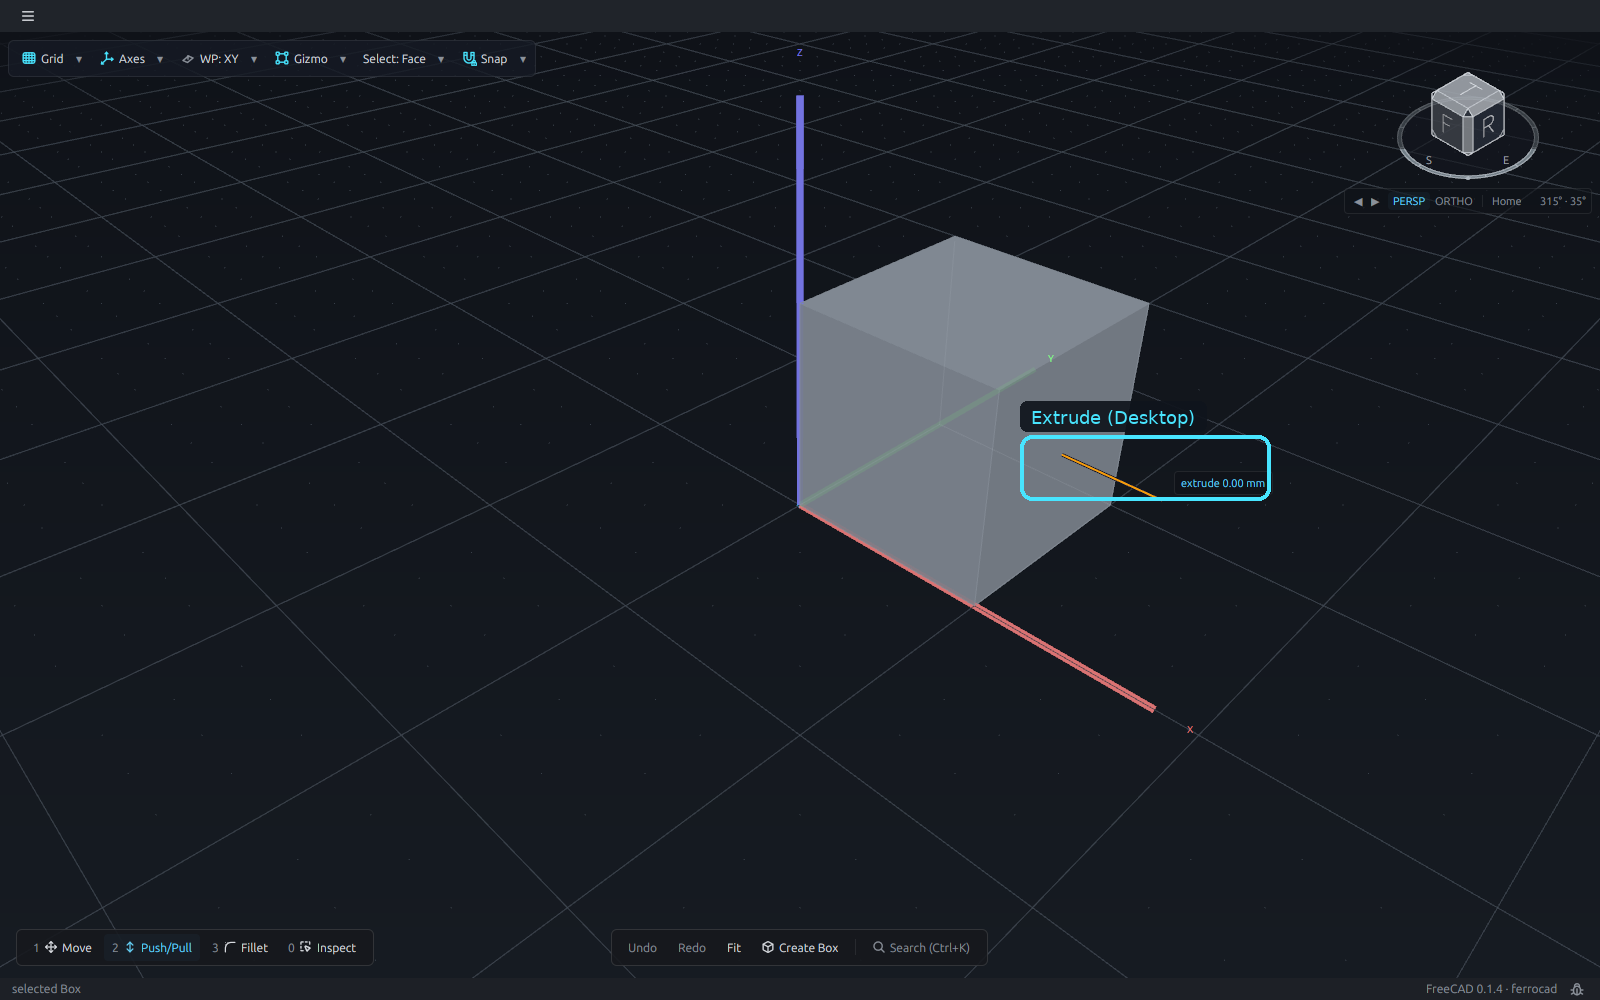 Grid
Axes
WP: XY
Gizmo
Select: Face
Snap
Z
T
F
R
S
E
PERSP
ORTHO
Home
315° · 35°
Y
Extrude (Desktop)
extrude 0.00 mm
X
1 Move
2 Push/Pull
3 Fillet
0 Inspect
Undo
Redo
Fit
Create Box
Search (Ctrl+K)
selected Box
FreeCAD 0.1.4 · ferrocad